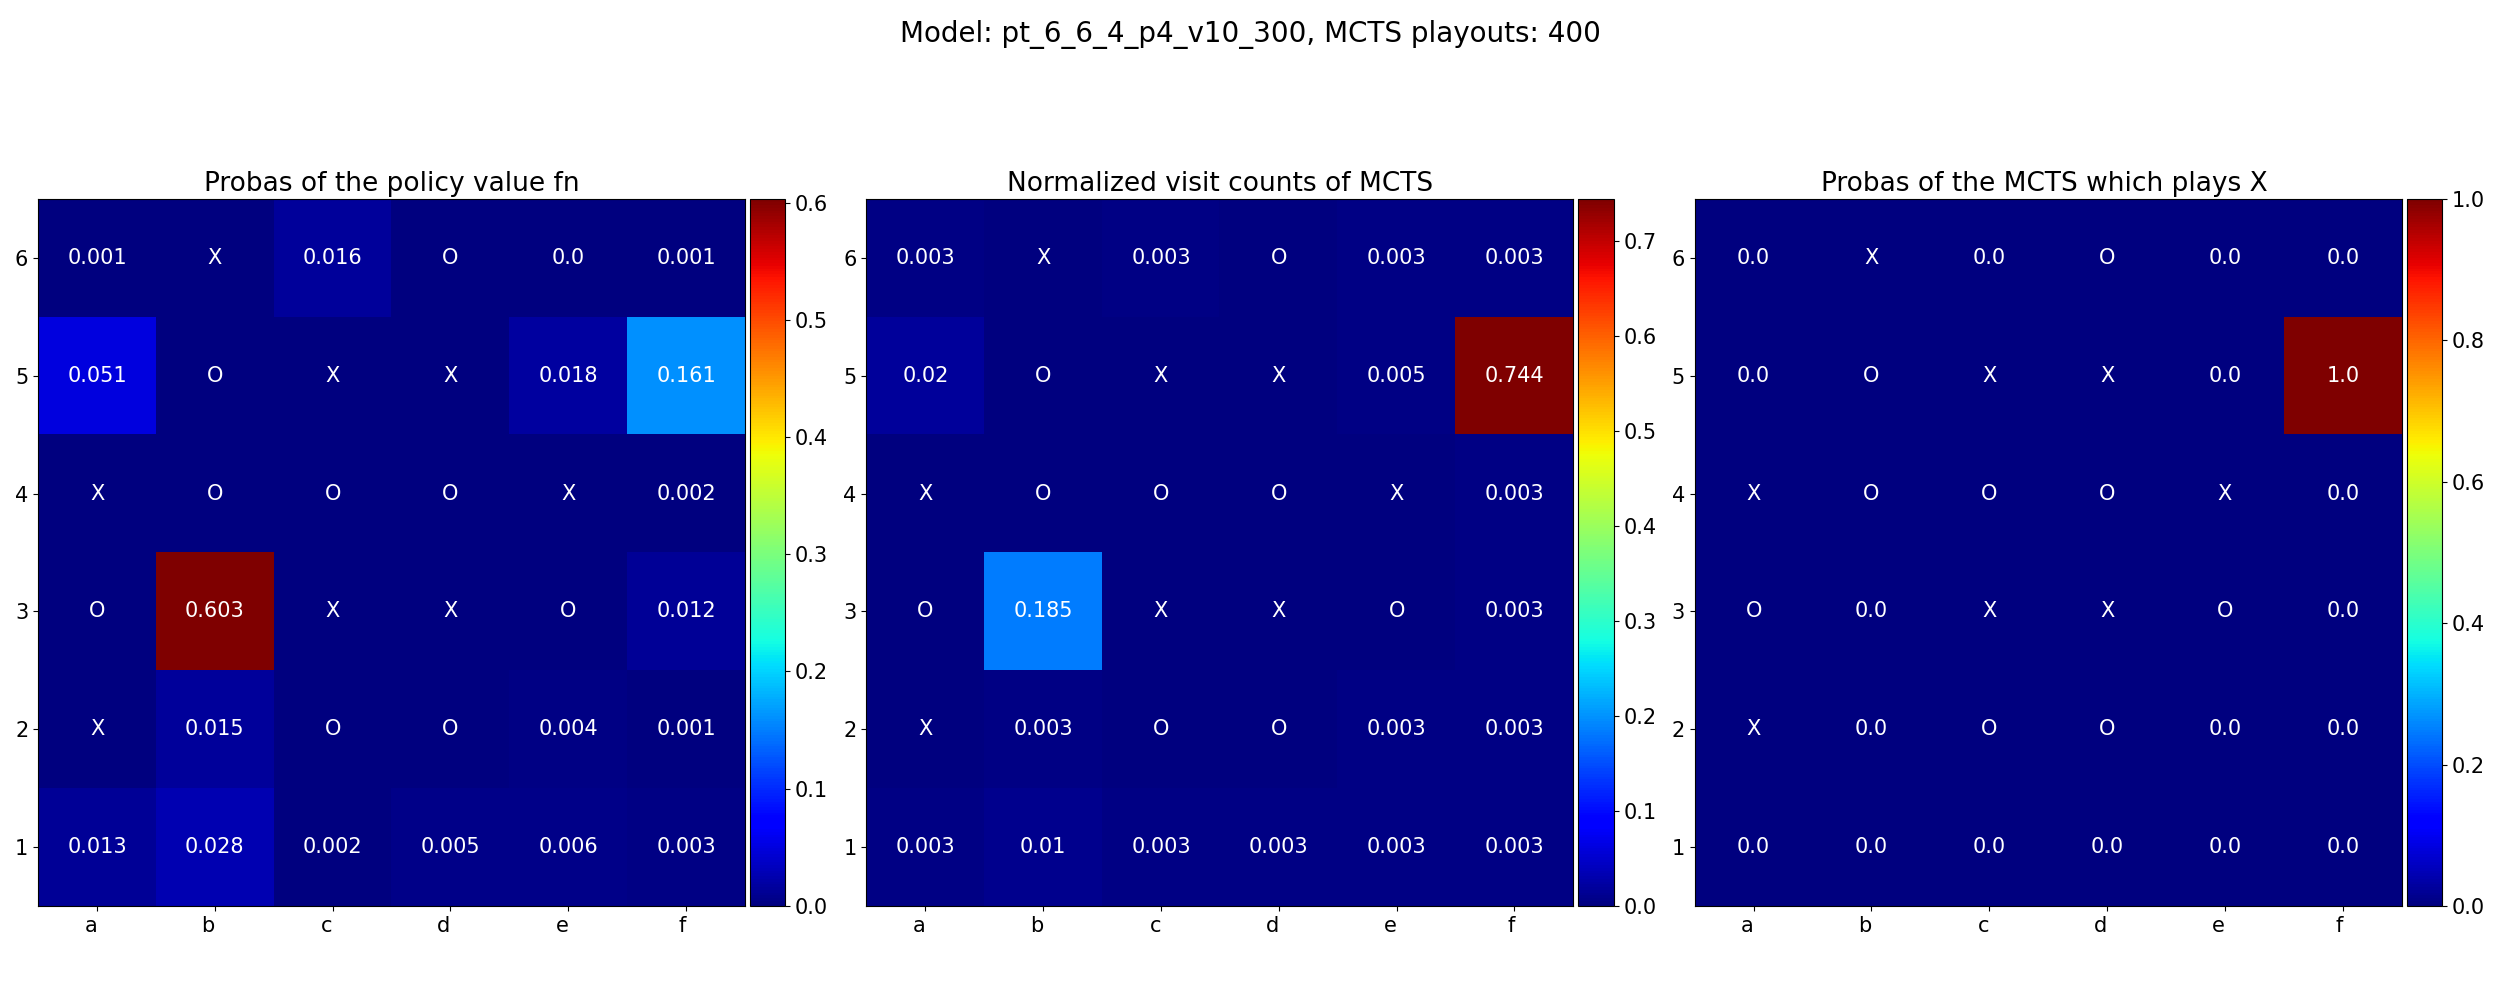 Model: pt_6_6_4_p4_v10_300, MCTS playouts: 400
Probas of the policy value fn
6 0.001 X 0.016 O 0.0 0.001
5 0.051 O X X 0.018 0.161
4 X O O O X 0.002
3 O 0.603 X X O 0.012
2 X 0.015 O O 0.004 0.001
1 0.013 0.028 0.002 0.005 0.006 0.003
a b c d e f
0.6
0.5
0.4
0.3
0.2
0.1
0.0
Normalized visit counts of MCTS
6 0.003 X 0.003 O 0.003 0.003
5 0.02 O X X 0.005 0.744
4 X O O O X 0.003
3 O 0.185 X X O 0.003
2 X 0.003 O O 0.003 0.003
1 0.003 0.01 0.003 0.003 0.003 0.003
a b c d e f
0.7
0.6
0.5
0.4
0.3
0.2
0.1
0.0
Probas of the MCTS which plays X
6 0.0 X 0.0 O 0.0 0.0
5 0.0 O X X 0.0 1.0
4 X O O O X 0.0
3 O 0.0 X X O 0.0
2 X 0.0 O O 0.0 0.0
1 0.0 0.0 0.0 0.0 0.0 0.0
a b c d e f
1.0
0.8
0.6
0.4
0.2
0.0